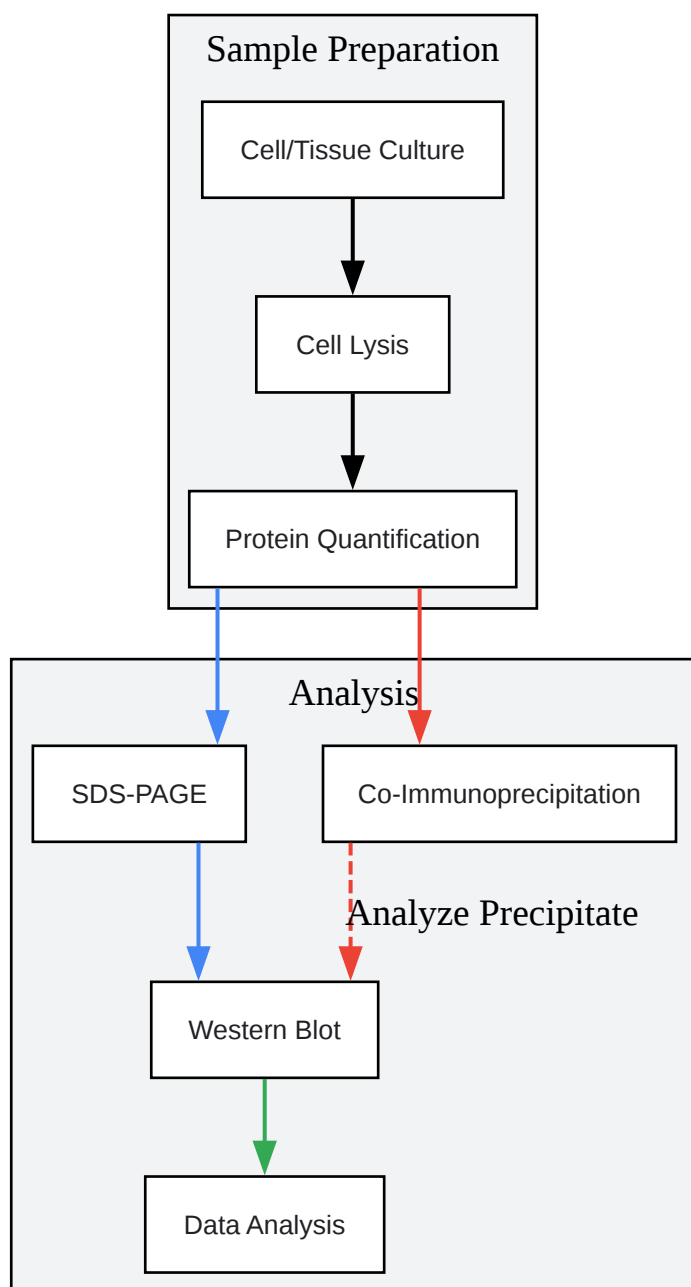 Sample Preparation
Cell/Tissue Culture
Cell Lysis
Protein Quantification
Analysis
SDS-PAGE
Co-Immunoprecipitation
Analyze Precipitate
Western Blot
Data Analysis